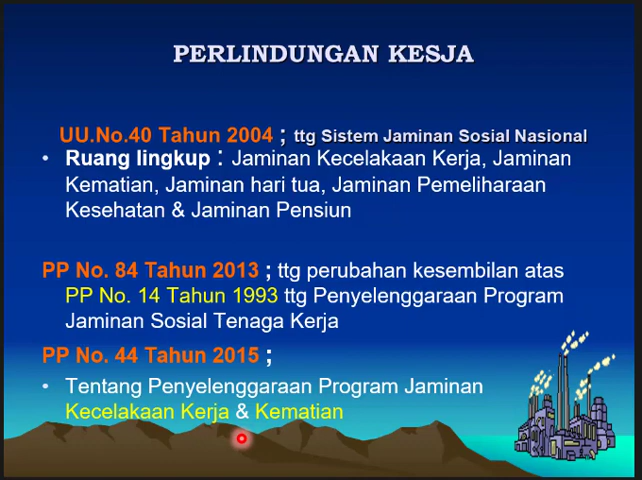 PERLINDUNGAN KESJA
UU.No.40 Tahun 2004 ; ttg Sistem Jaminan Sosial Nasional
• Ruang lingkup : Jaminan Kecelakaan Kerja, Jaminan
Kematian, Jaminan hari tua, Jaminan Pemeliharaan
Kesehatan & Jaminan Pensiun
PP No. 84 Tahun 2013 ; ttg perubahan kesembilan atas
PP No. 14 Tahun 1993 ttg Penyelenggaraan Program
Jaminan Sosial Tenaga Kerja
PP No. 44 Tahun 2015 ;
• Tentang Penyelenggaraan Program Jaminan
Kecelakaan Kerja & Kematian